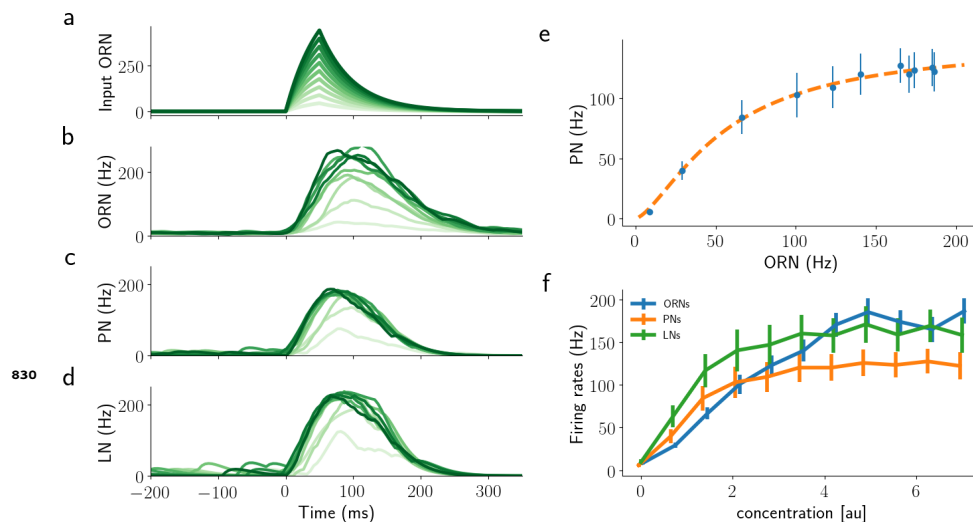 a
Input ORN
250
0
b
ORN (Hz)
200
0
c
PN (Hz)
200
0
830
d
LN (Hz)
200
0
−200 −100 0 100 200 300
Time (ms)
e
PN (Hz)
100
50
0
0 50 100 150 200
ORN (Hz)
f
Firing rates (Hz)
200
150
100
50
0
ORNs
PNs
LNs
0 2 4 6
concentration [au]